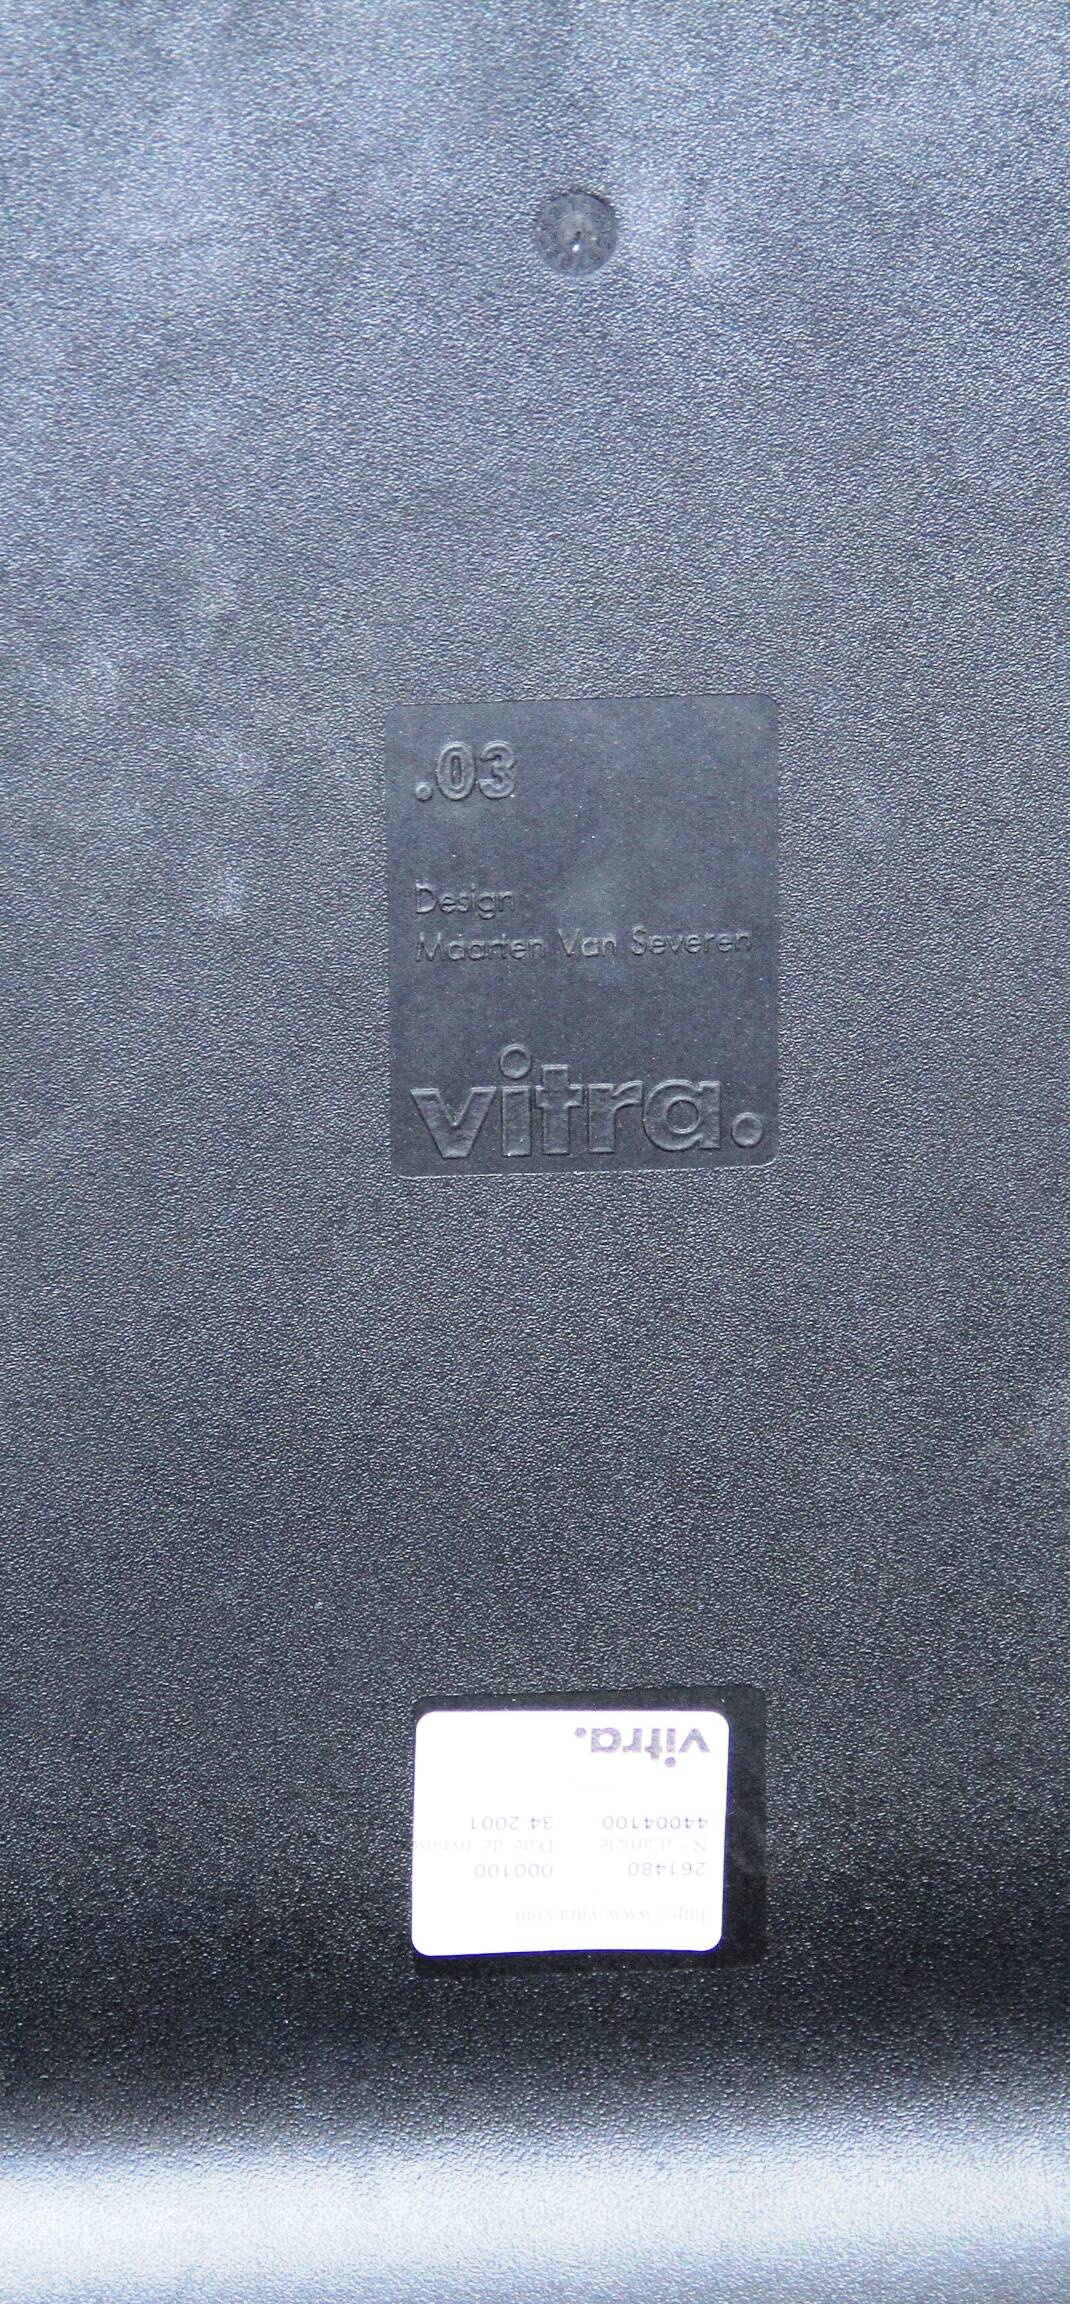 .03
Design
Maarten Van Severen
vitra.
vitra.
44004100 34.2001
N° d'article Date de livrais
261480 000100
http://www.vitra.com